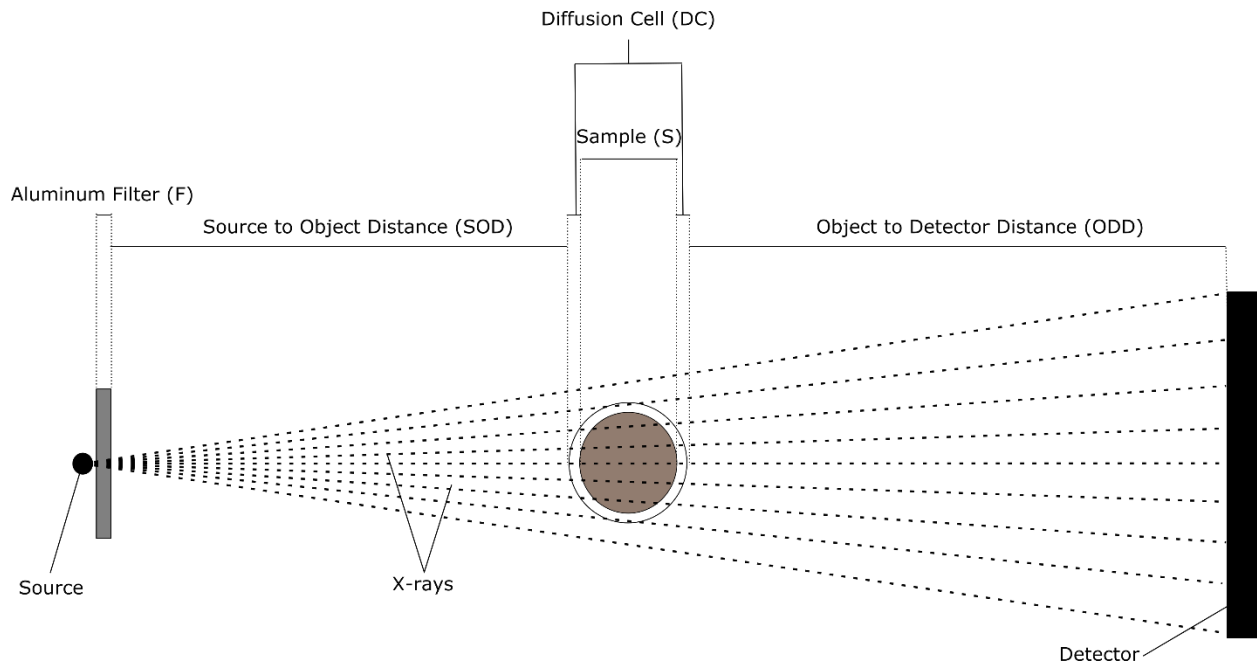 Diffusion Cell (DC)
Sample (S)
Aluminum Filter (F)
Source to Object Distance (SOD)
Object to Detector Distance (ODD)
Source
X-rays
Detector